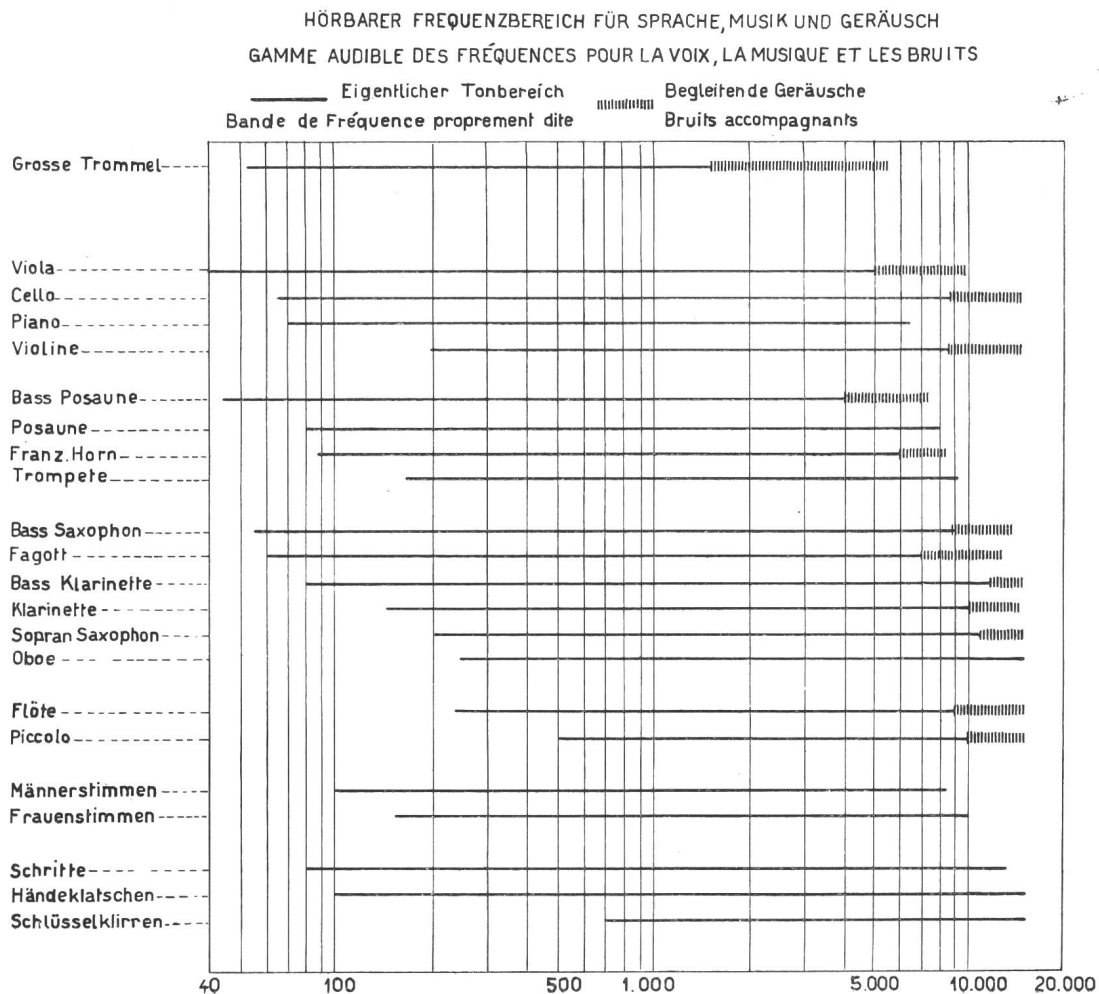 HÖRBARER FREQUENZBEREICH FÜR SPRACHE, MUSIK UND GERÄUSCH
GAMME AUDIBLE DES FRÉQUENCES POUR LA VOIX, LA MUSIQUE ET LES BRUITS
Eigentlicher Tonbereich
Bande de Fréquence proprement dite
Begleitende Geräusche
Bruits accompagnants
Grosse Trommel
Viola
Cello
Piano
Violine
Bass Posaune
Posaune
Franz. Horn
Trompete
Bass Saxophon
Fagott
Bass Klarinette
Klarinette
Sopran Saxophon
Oboe
Flöte
Piccolo
Männerstimmen
Frauenstimmen
Schritte
Händeklatschen
Schlüsselklirren
40 100 500 1.000 5.000 10.000 20.000